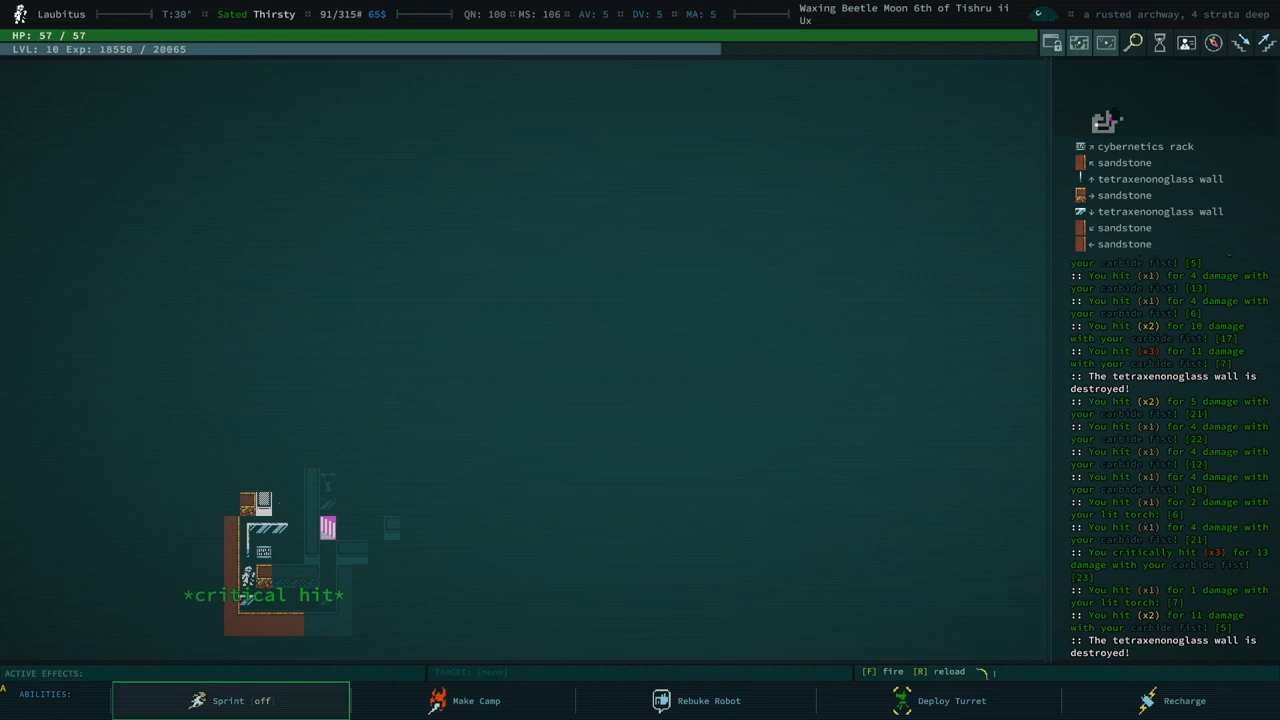 Laubitus T:30° :: Sated Thirsty :: 91/315# 65$ QN: 100 :: MS: 106 :: AV: 5 :: DV: 5 :: MA: 5 Waxing Beetle Moon 6th of Tishru ii Ux :: a rusted archway, 4 strata deep
HP: 57 / 57
LVL: 10 Exp: 18550 / 20065
cybernetics rack
sandstone
tetraxenonoglass wall
sandstone
tetraxenonoglass wall
sandstone
sandstone
your carbide fist! [5]
:: You hit (x1) for 4 damage with
your carbide fist! [13]
:: You hit (x1) for 4 damage with
your carbide fist! [6]
:: You hit (x2) for 10 damage
with your carbide fist! [17]
:: You hit (x3) for 11 damage
with your carbide fist! [7]
:: The tetraxenonoglass wall is
destroyed!
:: You hit (x2) for 5 damage with
your carbide fist! [21]
:: You hit (x1) for 4 damage with
your carbide fist! [22]
:: You hit (x1) for 4 damage with
your carbide fist! [12]
:: You hit (x1) for 4 damage with
your carbide fist! [10]
:: You hit (x1) for 2 damage with
your lit torch! [6]
:: You hit (x1) for 4 damage with
your carbide fist! [21]
:: You critically hit (x3) for 13
damage with your carbide fist!
[23]
:: You hit (x1) for 1 damage with
your lit torch! [7]
:: You hit (x2) for 11 damage
with your carbide fist! [5]
:: The tetraxenonoglass wall is
destroyed!
*critical hit*
ACTIVE EFFECTS: TARGET: [none] [F] fire [R] reload
A ABILITIES: Sprint [off] Make Camp Rebuke Robot Deploy Turret Recharge